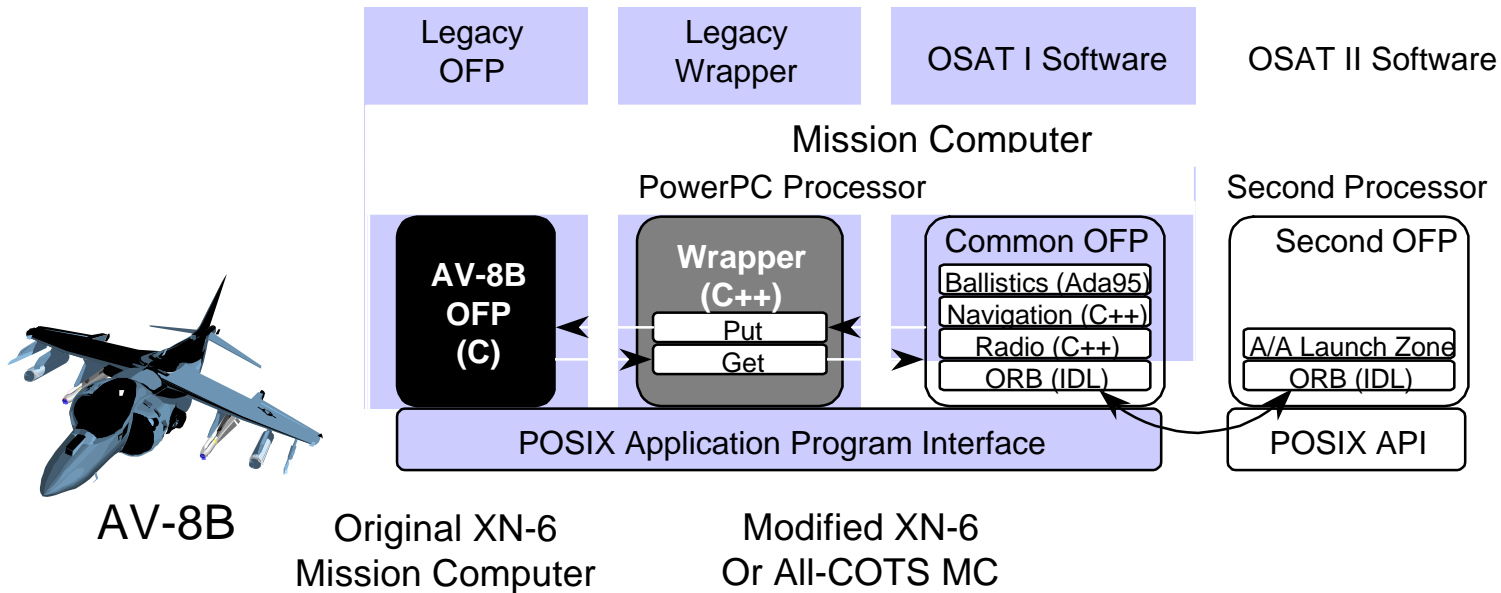 Legacy
OFP
Legacy
Wrapper
OSAT I Software
OSAT II Software
Mission Computer
PowerPC Processor
Second Processor
AV-8B
OFP
(C)
Wrapper
(C++)
Put
Get
Common OFP
Ballistics (Ada95)
Navigation (C++)
Radio (C++)
ORB (IDL)
Second OFP
A/A Launch Zone
ORB (IDL)
POSIX Application Program Interface
POSIX API
AV-8B
Original XN-6
Mission Computer
Modified XN-6
Or All-COTS MC